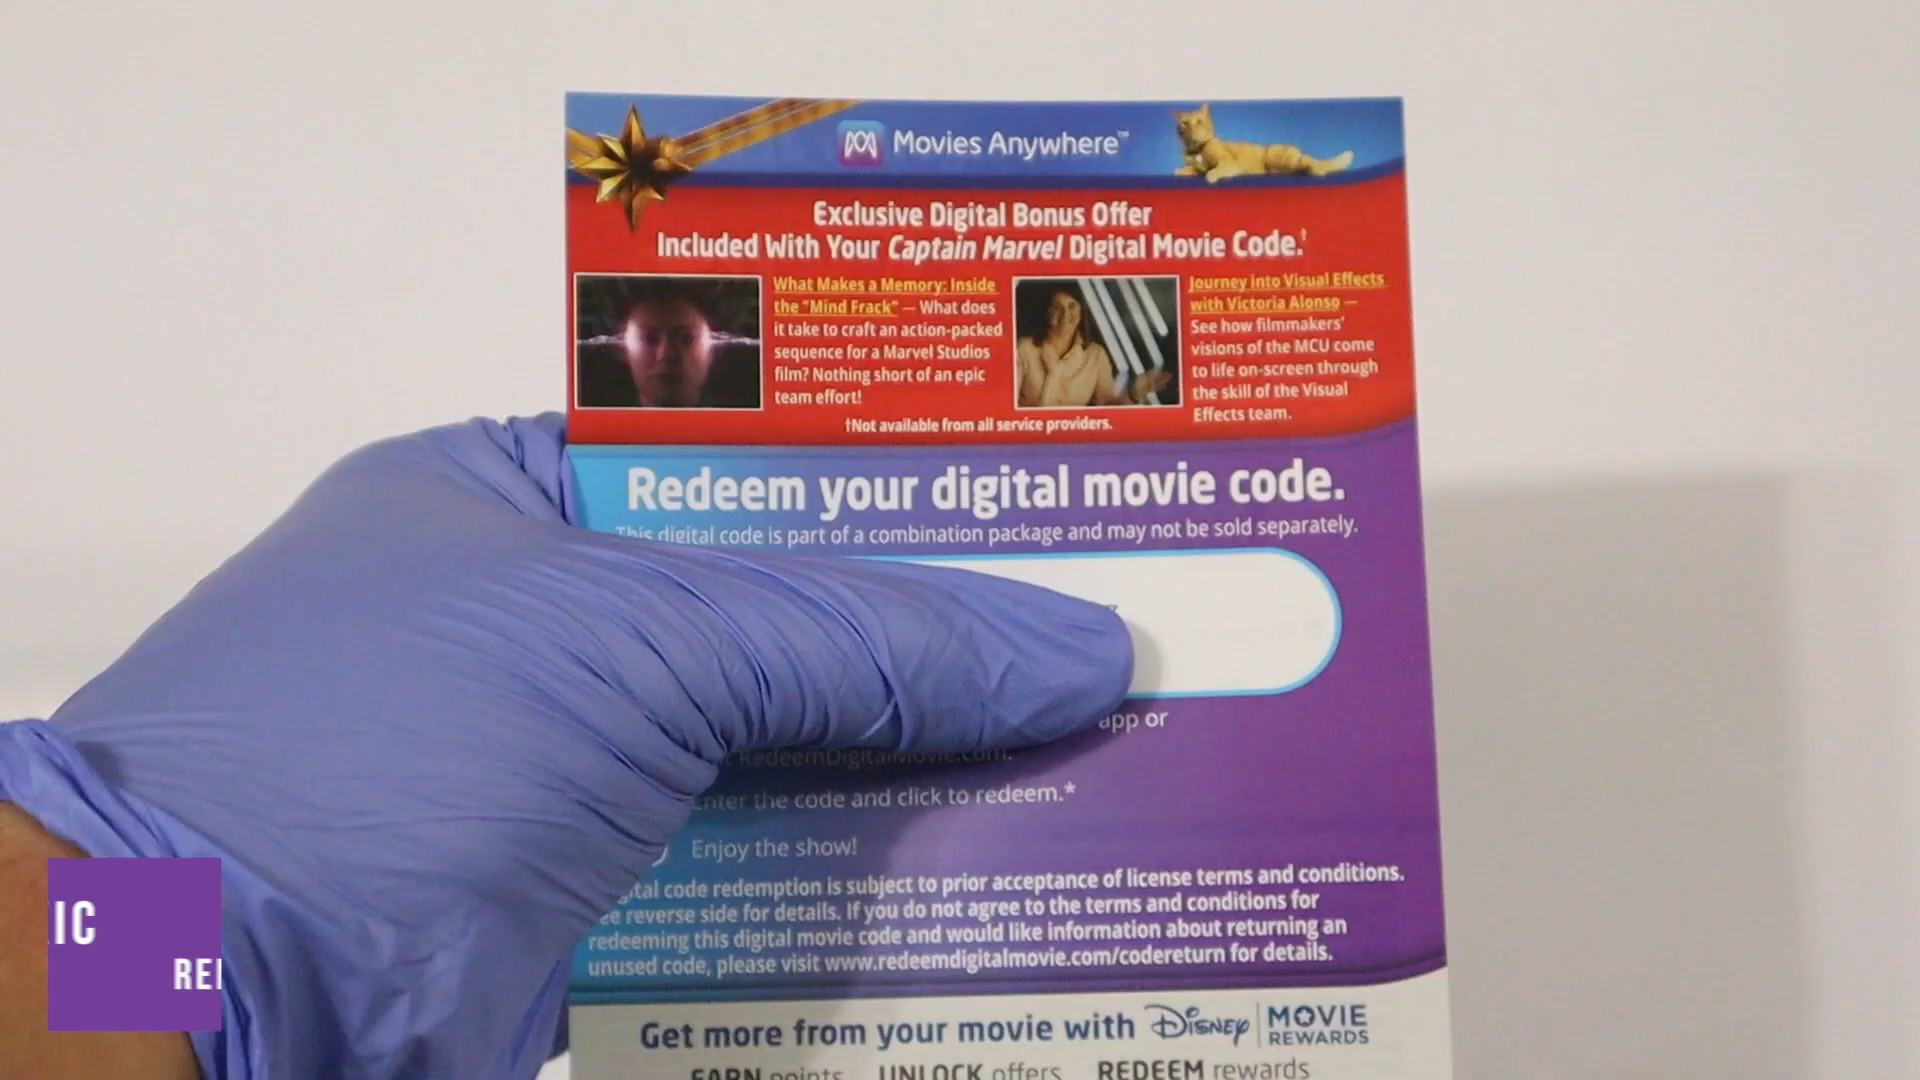 Movies Anywhere™
Exclusive Digital Bonus Offer
Included With Your Captain Marvel Digital Movie Code.†
What Makes a Memory: Inside
the "Mind Frack" — What does
it take to craft an action-packed
sequence for a Marvel Studios
film? Nothing short of an epic
team effort!
Journey Into Visual Effects
with Victoria Alonso —
See how filmmakers'
visions of the MCU come
to life on-screen through
the skill of the Visual
Effects team.
†Not available from all service providers.
Redeem your digital movie code.
This digital code is part of a combination package and may not be sold separately.
app or
RedeemDigitalMovie.com.
Enter the code and click to redeem.*
Enjoy the show!
ital code redemption is subject to prior acceptance of license terms and conditions.
ee reverse side for details. If you do not agree to the terms and conditions for
redeeming this digital movie code and would like information about returning an
unused code, please visit www.redeemdigitalmovie.com/codereturn for details.
Get more from your movie with Disney | MOVIE REWARDS
EARN points UNLOCK offers REDEEM rewards
IC
REI